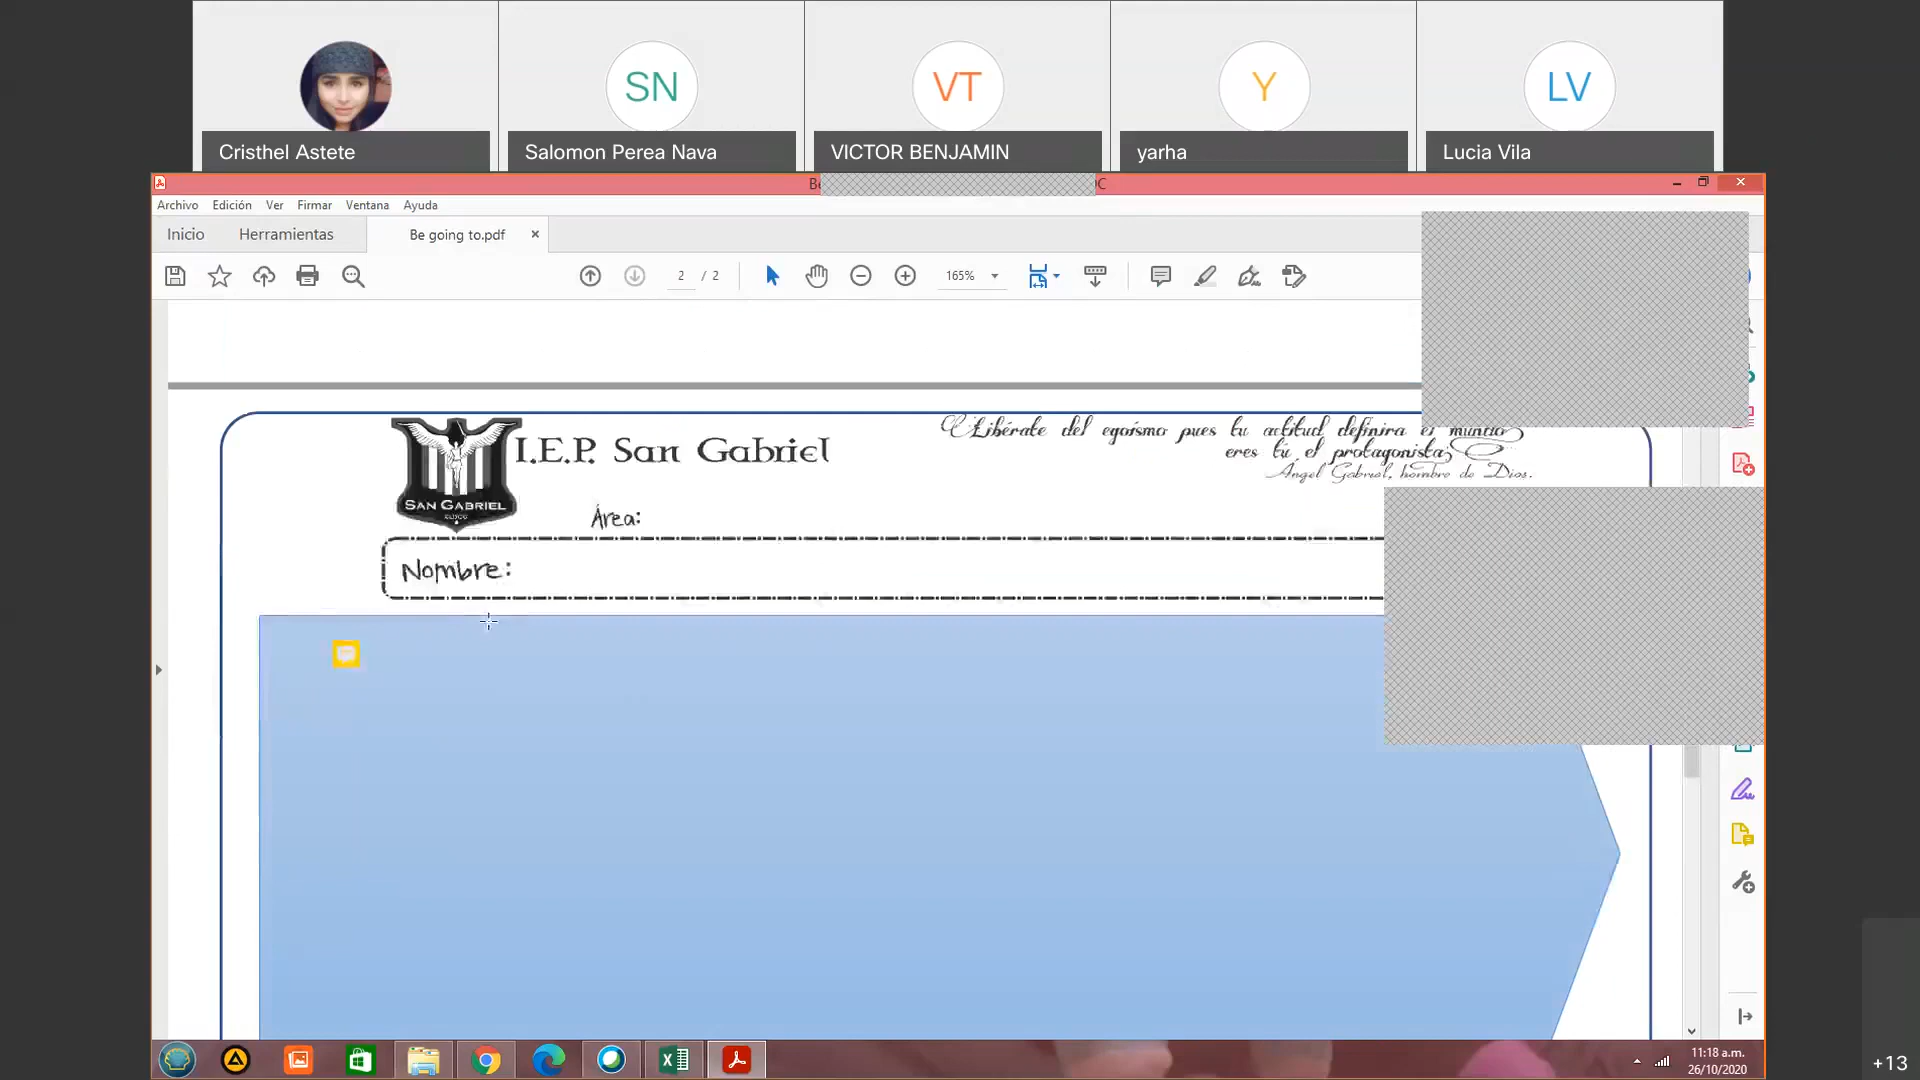 SN
VT
Y
LV
Cristhel Astete
Salomon Perea Nava
VICTOR BENJAMIN
yarha
Lucia Vila
Archivo Edición Ver Firmar Ventana Ayuda
Inicio Herramientas Be going to.pdf
2 / 2
165%
I.E.P. San Gabriel
SAN GABRIEL
Libérate del egoísmo pues tu actitud definira el mundo
eres tú el protagonista
Ángel Gabriel, hombre de Dios.
Área:
Nombre:
11:18 a.m.
26/10/2020
+13